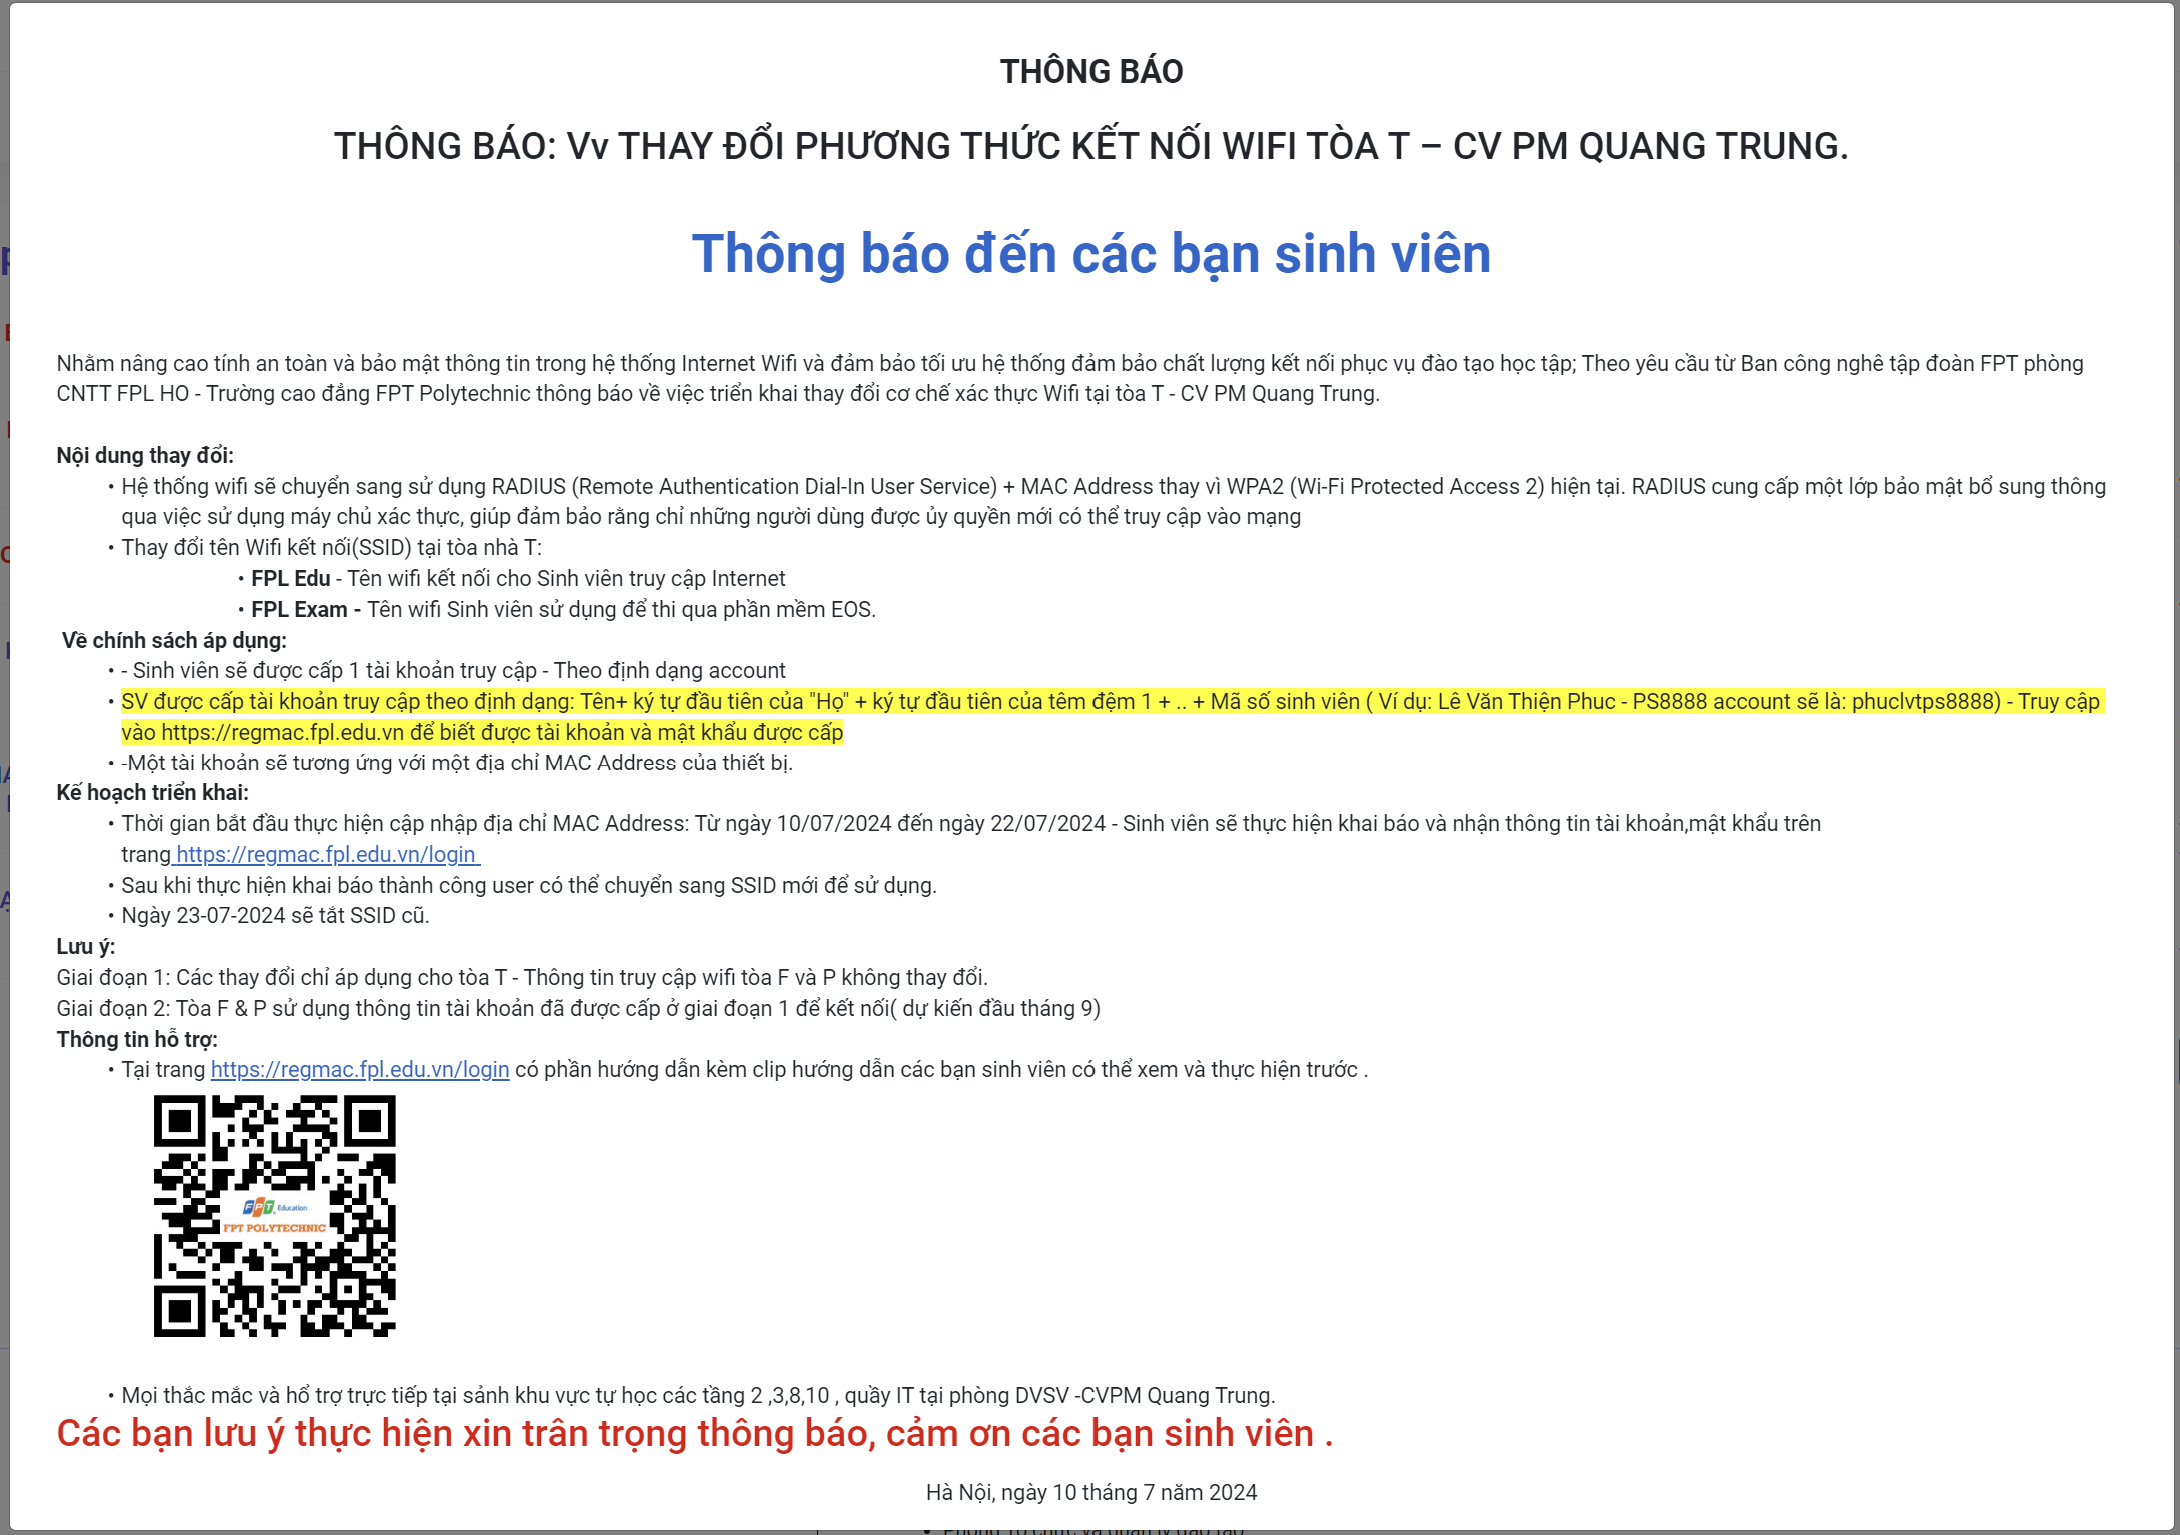 THÔNG BÁO
THÔNG BÁO: Vv THAY ĐỔI PHƯƠNG THỨC KẾT NỐI WIFI TÒA T – CV PM QUANG TRUNG.
Thông báo đến các bạn sinh viên
Nhằm nâng cao tính an toàn và bảo mật thông tin trong hệ thống Internet Wifi và đảm bảo tối ưu hệ thống đảm bảo chất lượng kết nối phục vụ đào tạo học tập; Theo yêu cầu từ Ban công nghê tập đoàn FPT phòng
CNTT FPL HO - Trường cao đẳng FPT Polytechnic thông báo về việc triển khai thay đổi cơ chế xác thực Wifi tại tòa T - CV PM Quang Trung.
Nội dung thay đổi:
• Hệ thống wifi sẽ chuyển sang sử dụng RADIUS (Remote Authentication Dial-In User Service) + MAC Address thay vì WPA2 (Wi-Fi Protected Access 2) hiện tại. RADIUS cung cấp một lớp bảo mật bổ sung thông
qua việc sử dụng máy chủ xác thực, giúp đảm bảo rằng chỉ những người dùng được ủy quyền mới có thể truy cập vào mạng
• Thay đổi tên Wifi kết nối(SSID) tại tòa nhà T:
• FPL Edu - Tên wifi kết nối cho Sinh viên truy cập Internet
• FPL Exam - Tên wifi Sinh viên sử dụng để thi qua phần mềm EOS.
Về chính sách áp dụng:
• - Sinh viên sẽ được cấp 1 tài khoản truy cập - Theo định dạng account
• SV được cấp tài khoản truy cập theo định dạng: Tên+ ký tự đầu tiên của "Họ" + ký tự đầu tiên của têm đệm 1 + .. + Mã số sinh viên ( Ví dụ: Lê Văn Thiện Phuc - PS8888 account sẽ là: phuclvtps8888) - Truy cập
vào https://regmac.fpl.edu.vn để biết được tài khoản và mật khẩu được cấp
• -Một tài khoản sẽ tương ứng với một địa chỉ MAC Address của thiết bị.
Kế hoạch triển khai:
• Thời gian bắt đầu thực hiện cập nhập địa chỉ MAC Address: Từ ngày 10/07/2024 đến ngày 22/07/2024 - Sinh viên sẽ thực hiện khai báo và nhận thông tin tài khoản,mật khẩu trên
trang https://regmac.fpl.edu.vn/login
• Sau khi thực hiện khai báo thành công user có thể chuyển sang SSID mới để sử dụng.
• Ngày 23-07-2024 sẽ tắt SSID cũ.
Lưu ý:
Giai đoạn 1: Các thay đổi chỉ áp dụng cho tòa T - Thông tin truy cập wifi tòa F và P không thay đổi.
Giai đoạn 2: Tòa F & P sử dụng thông tin tài khoản đã được cấp ở giai đoạn 1 để kết nối( dự kiến đầu tháng 9)
Thông tin hỗ trợ:
• Tại trang https://regmac.fpl.edu.vn/login có phần hướng dẫn kèm clip hướng dẫn các bạn sinh viên có thể xem và thực hiện trước .
FPT Education
FPT POLYTECHNIC
• Mọi thắc mắc và hổ trợ trực tiếp tại sảnh khu vực tự học các tầng 2 ,3,8,10 , quầy IT tại phòng DVSV -CVPM Quang Trung.
Các bạn lưu ý thực hiện xin trân trọng thông báo, cảm ơn các bạn sinh viên .
Hà Nội, ngày 10 tháng 7 năm 2024